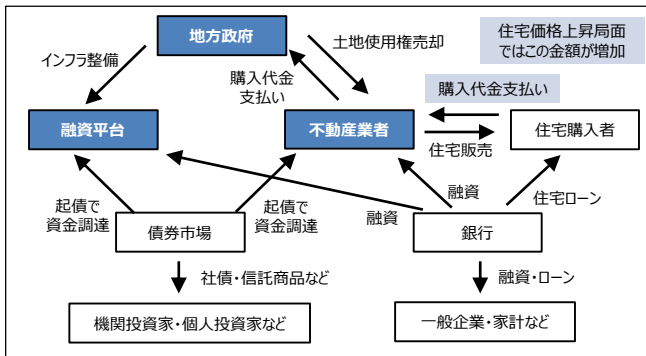 地方政府
土地使用権売却
住宅価格上昇局面
ではこの金額が増加
インフラ整備
購入代金
支払い
購入代金支払い
融資平台
不動産業者
住宅購入者
住宅販売
起債で
資金調達
起債で
資金調達
融資
融資
住宅ローン
債券市場
銀行
社債・信託商品など
融資・ローン
機関投資家・個人投資家など
一般企業・家計など